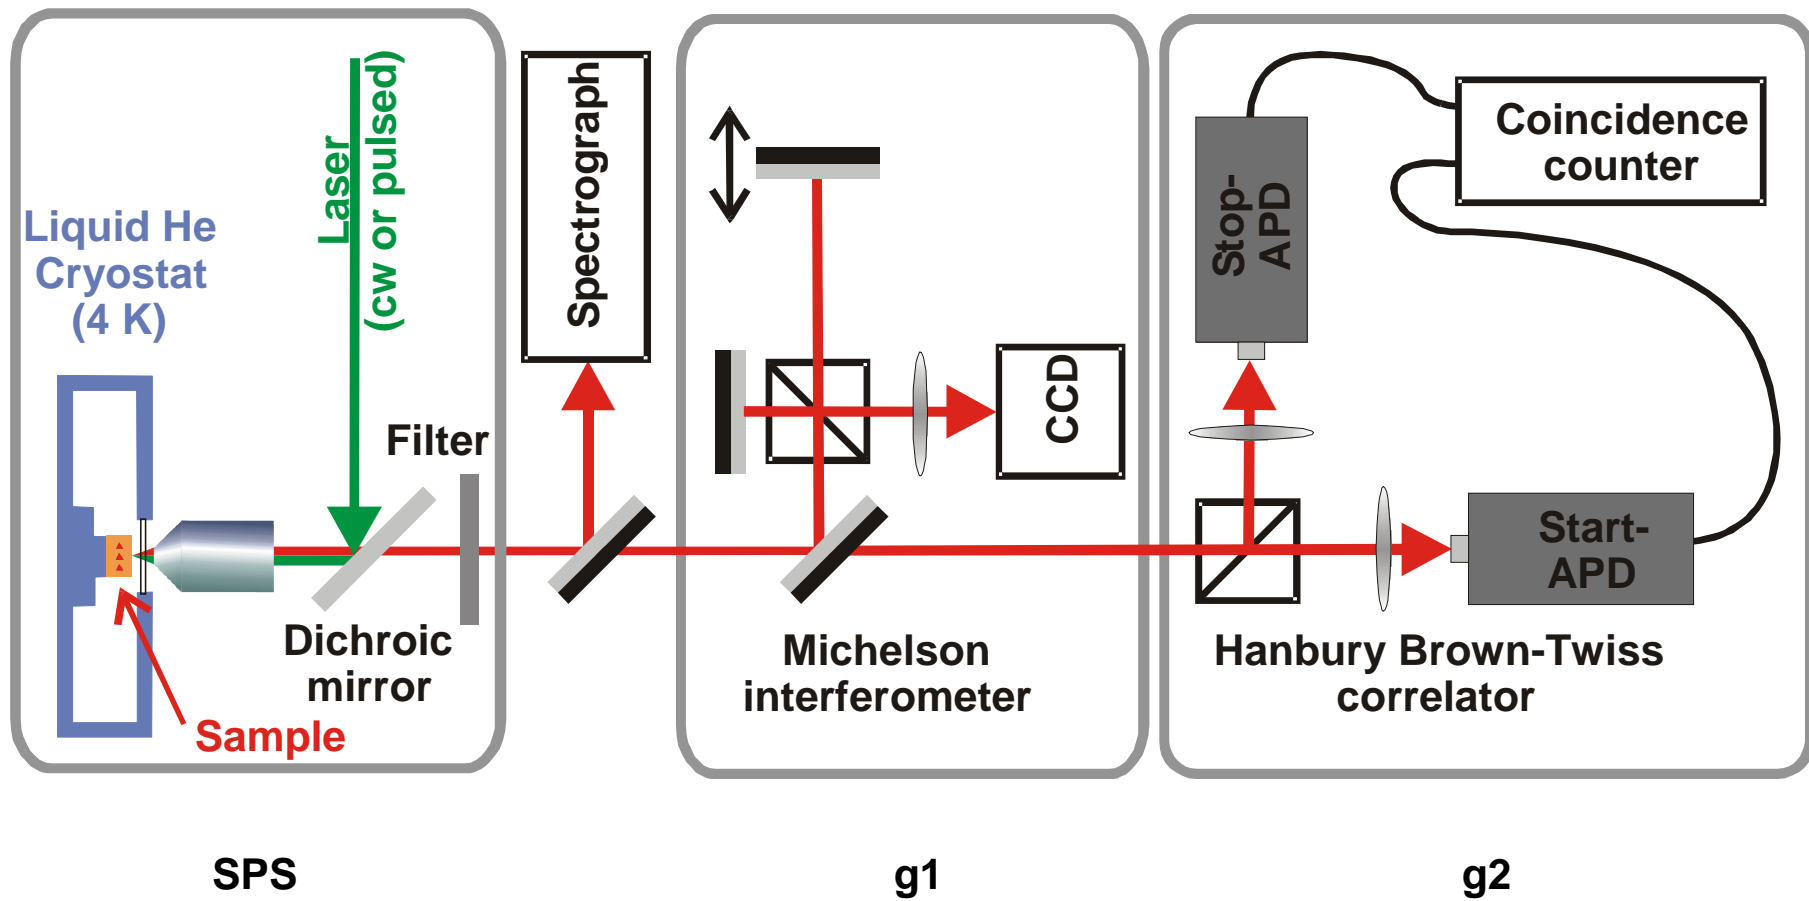 Liquid He
Cryostat
(4 K)
Laser
(cw or pulsed)
Filter
Dichroic
mirror
Sample
Spectrograph
CCD
Michelson
interferometer
Stop-
APD
Coincidence
counter
Start-
APD
Hanbury Brown-Twiss
correlator
SPS
g1
g2